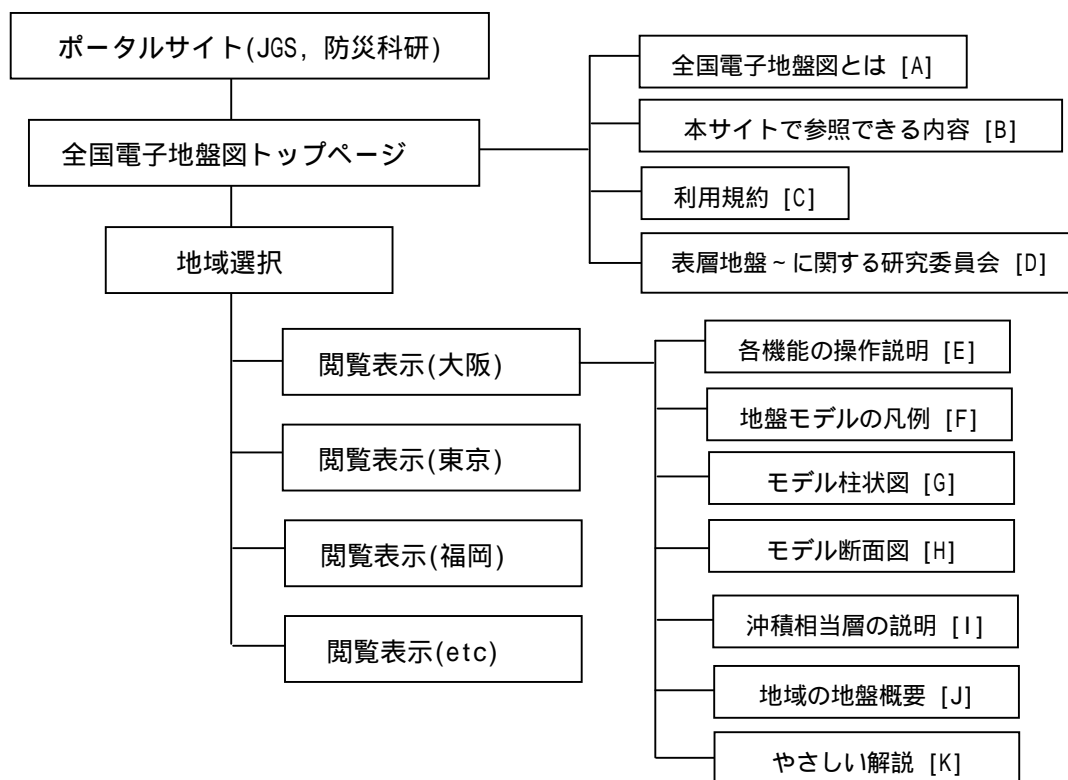 ポータルサイト(JGS, 防災科研)
全国電子地盤図トップページ
地域選択
全国電子地盤図とは [A]
本サイトで参照できる内容 [B]
利用規約 [C]
表層地盤~に関する研究委員会 [D]
閲覧表示(大阪)
閲覧表示(東京)
閲覧表示(福岡)
閲覧表示(etc)
各機能の操作説明 [E]
地盤モデルの凡例 [F]
モデル柱状図 [G]
モデル断面図 [H]
沖積相当層の説明 [I]
地域の地盤概要 [J]
やさしい解説 [K]